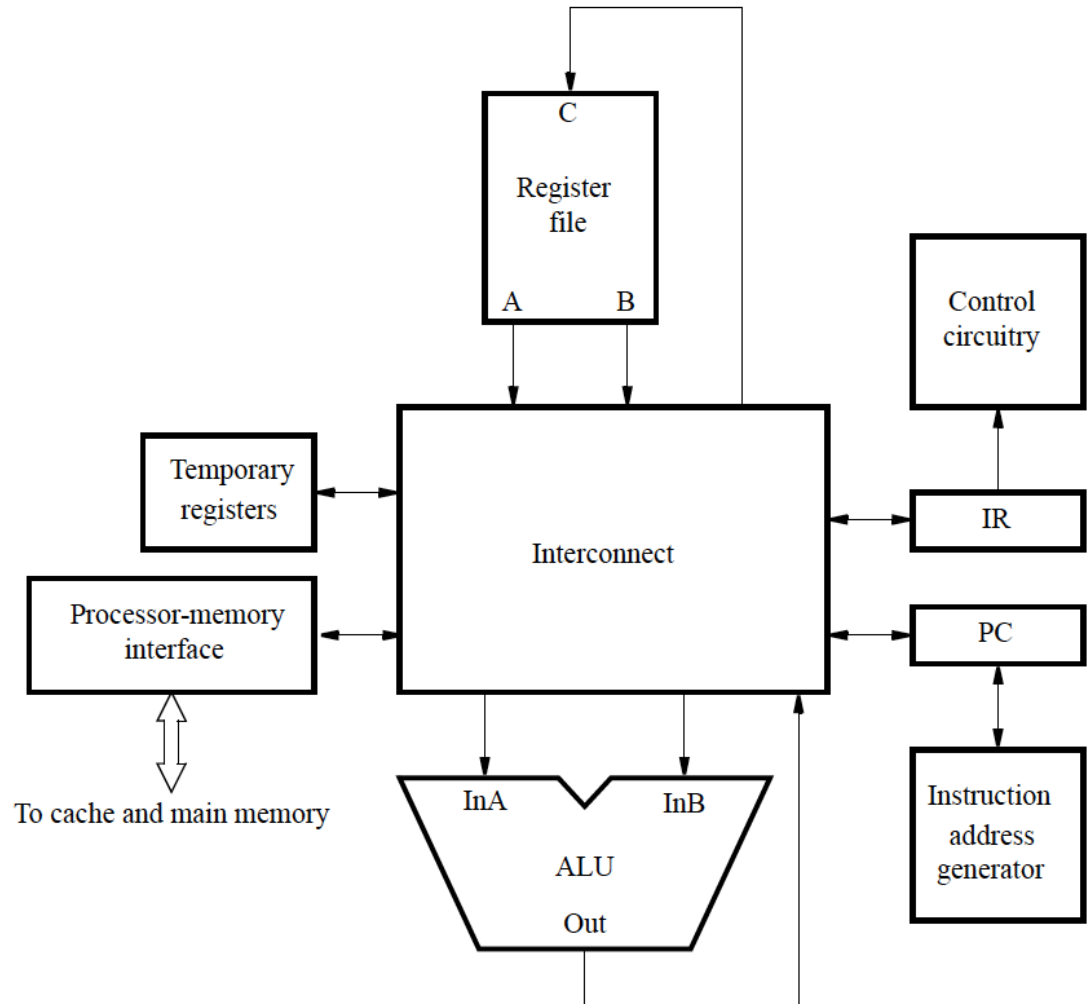 C
Register
file
A
B
Control
circuitry
Temporary
registers
IR
Interconnect
Processor-memory
interface
PC
To cache and main memory
InA
InB
ALU
Out
Instruction
address
generator